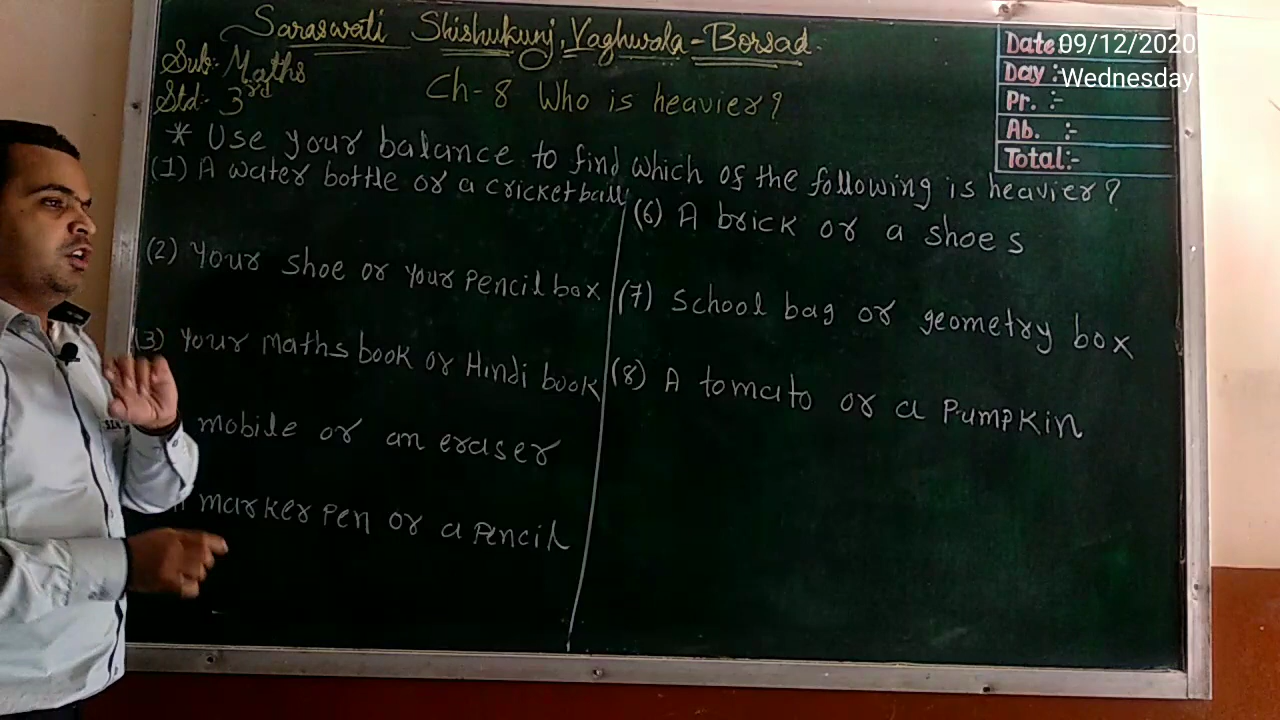 Saraswati Shishukunj, Vaghwala-Borsad.
Sub:- Maths
Std:- 3rd
Ch-8 Who is heavier?
Date: 09/12/2020
Day :- Wednesday
Pr. :-
Ab. :-
Total:-
* Use your balance to find which of the following is heavier?
(1) A water bottle or a cricket ball
(2) Your shoe or your Pencil box
(3) Your maths book or Hindi book
mobile or an eraser
marker Pen or a Pencil
(6) A brick or a shoes
(7) School bag or geometry box
(8) A tomato or a Pumpkin